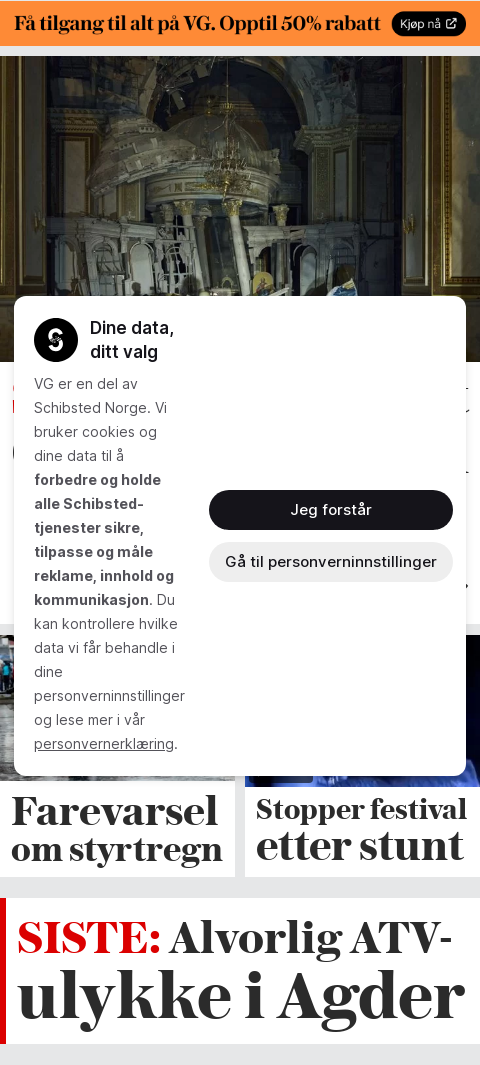 Få tilgang til alt på VG. Opptil 50% rabatt
Kjøp nå
Dine data,
ditt valg
VG er en del av
Schibsted Norge. Vi
bruker cookies og
dine data til å
forbedre og holde
alle Schibsted-
tjenester sikre,
tilpasse og måle
reklame, innhold og
kommunikasjon. Du
kan kontrollere hvilke
data vi får behandle i
dine
personverninnstillinger
og lese mer i vår
personvernerklæring.
Jeg forstår
Gå til personverninnstillinger
Farevarsel
om styrtregn
Stopper festival
etter stunt
SISTE: Alvorlig ATV-
ulykke i Agder